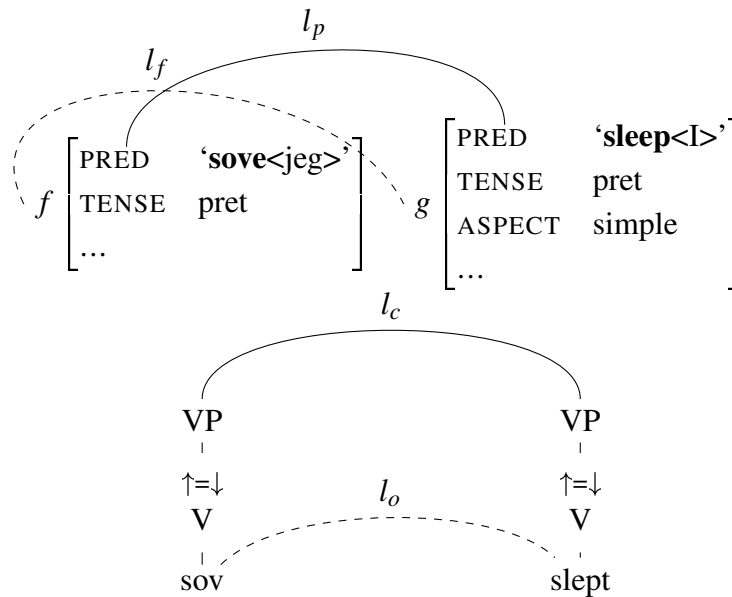 l_p
l_f
f PRED ‘sove<jeg>’
TENSE pret
...
g PRED ‘sleep<I>’
TENSE pret
ASPECT simple
...
l_c
VP VP
↑=↓ ↑=↓
V l_o V
sov slept